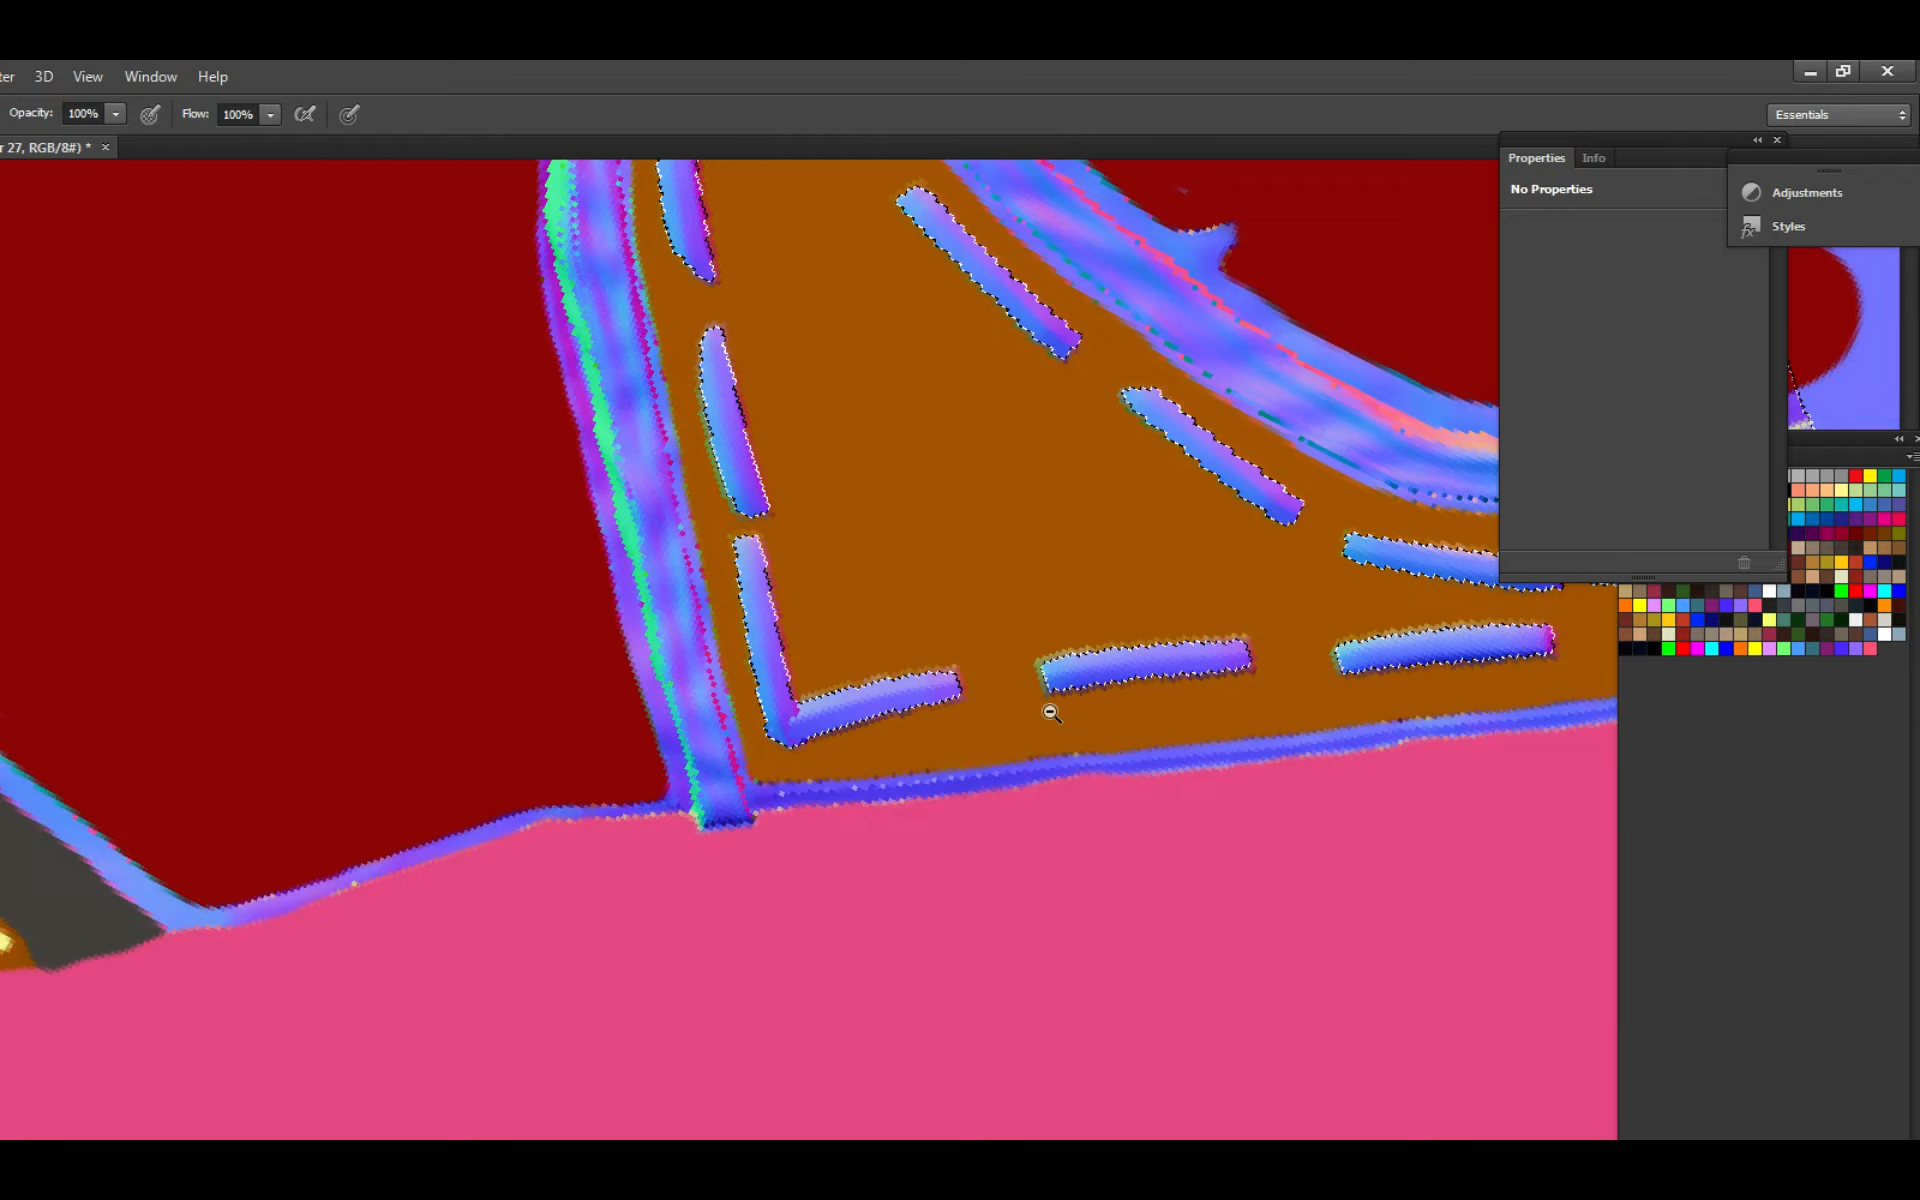 ter 3D View Window Help
Opacity: 100% Flow: 100% Essentials
r 27, RGB/8#) * ×
Properties Info
No Properties
Adjustments
Styles